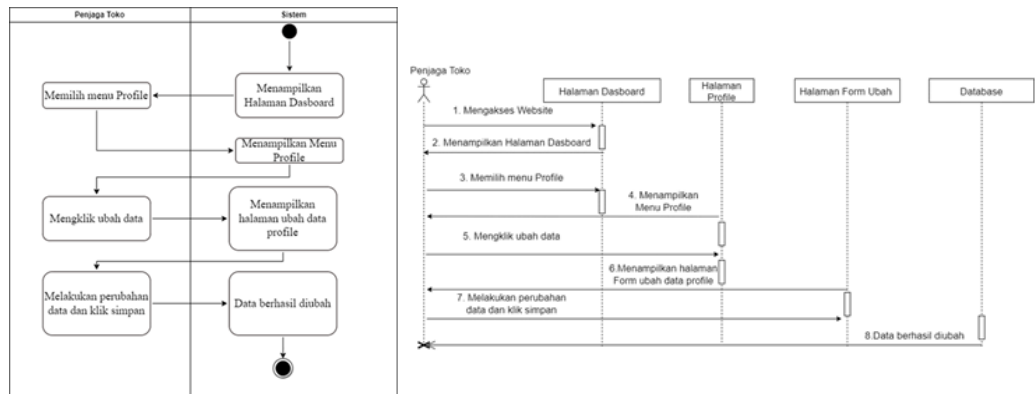 Penjaga Toko
Sistem
Memilih menu Profile
Menampilkan
Halaman Dasboard
Menampilkan Menu
Profile
Mengklik ubah data
Menampilkan
halaman ubah data
profile
Melakukan perubahan
data dan klik simpan
Data berhasil diubah
Penjaga Toko
Halaman Dasboard
Halaman
Profile
Halaman Form Ubah
Database
1. Mengakses Website
2. Menampilkan Halaman Dasboard
3. Memilih menu Profile
4. Menampilkan
Menu Profile
5. Mengklik ubah data
6.Menampilkan halaman
Form ubah data profile
7. Melakukan perubahan
data dan klik simpan
8.Data berhasil diubah